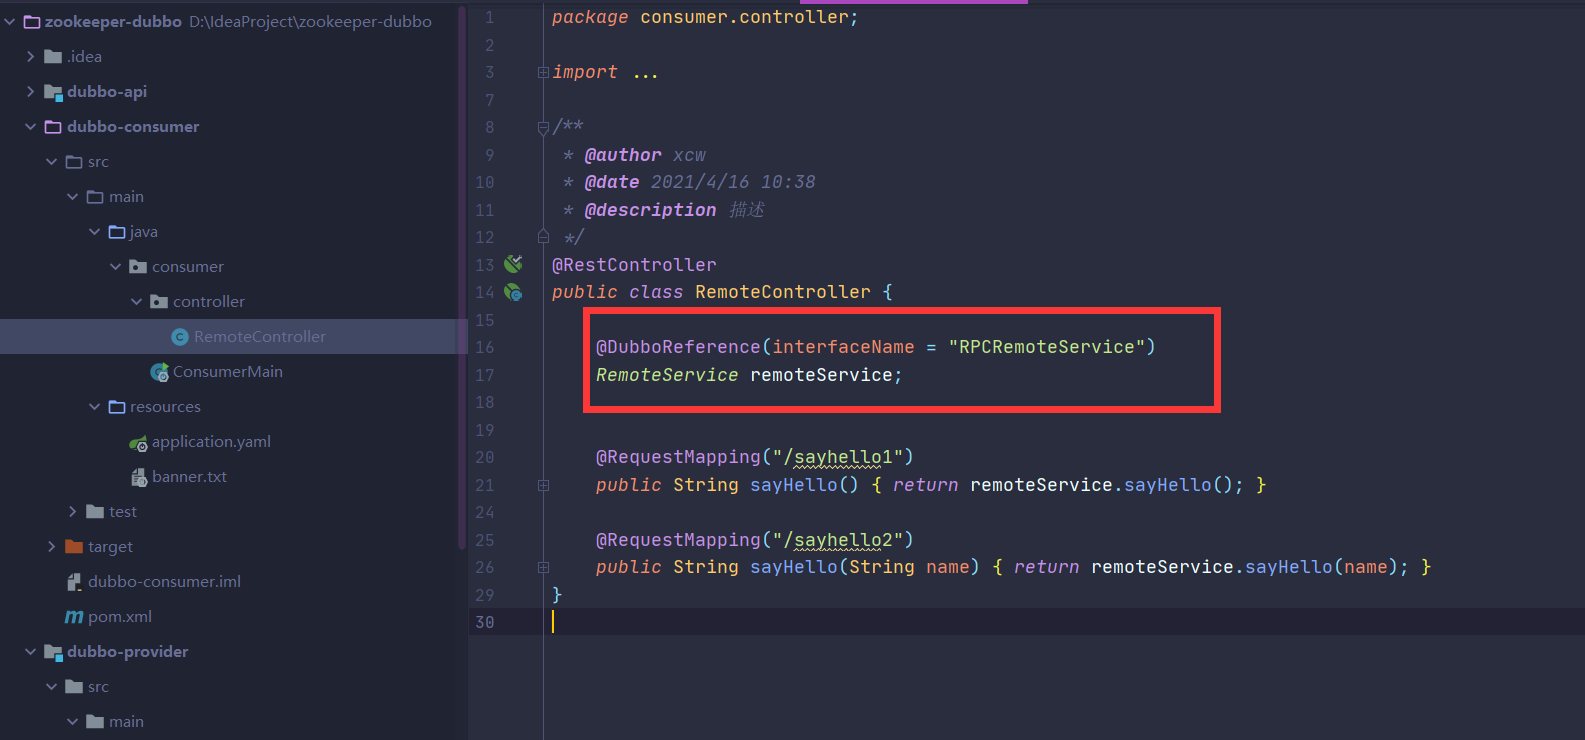 zookeeper-dubbo D:\IdeaProject\zookeeper-dubbo
.idea
dubbo-api
dubbo-consumer
src
main
java
consumer
controller
RemoteController
ConsumerMain
resources
application.yaml
banner.txt
test
target
dubbo-consumer.iml
pom.xml
dubbo-provider
src
main
1 package consumer.controller;
2
3 import ...
7
8 /**
9 * @author xcw
10 * @date 2021/4/16 10:38
11 * @description 描述
12 */
13 @RestController
14 public class RemoteController {
15
16 @DubboReference(interfaceName = "RPCRemoteService")
17 RemoteService remoteService;
18
19
20 @RequestMapping("/sayhello1")
21 public String sayHello() { return remoteService.sayHello(); }
24
25 @RequestMapping("/sayhello2")
26 public String sayHello(String name) { return remoteService.sayHello(name); }
29 }
30